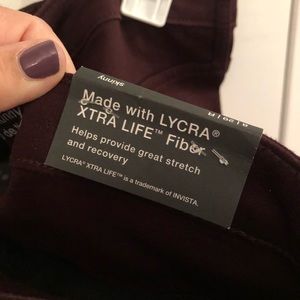 skinny
Made with LYCRA®
XTRA LIFE™ Fiber
Helps provide great stretch
and recovery
LYCRA® XTRA LIFE™ is a trademark of INVISTA.